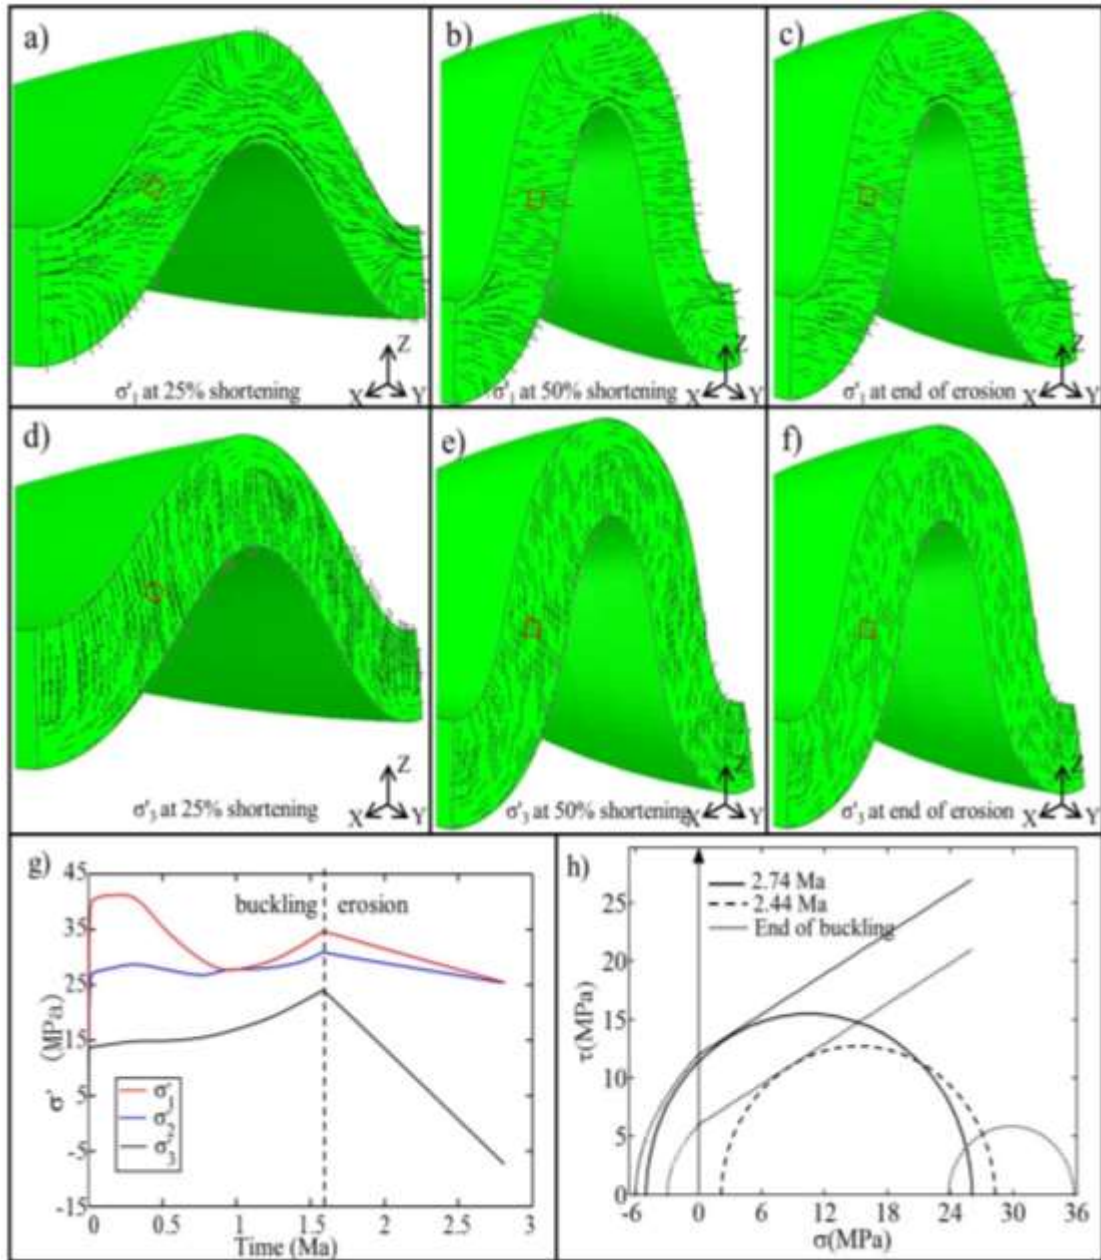 a)
b)
c)
Z
X
Y
σ'₁ at 25% shortening
Z
X
Y
σ'₁ at 50% shortening
Z
X
Y
σ'₁ at end of erosion
d)
e)
f)
Z
X
Y
σ'₃ at 25% shortening
Z
X
Y
σ'₃ at 50% shortening
Z
X
Y
σ'₃ at end of erosion
g)
45
35
25
15
5
-5
-15
σ' (MPa)
buckling erosion
σ'₁
σ'₂
σ'₃
0 0.5 1 1.5 2 2.5 3
Time (Ma)
h)
2.74 Ma
2.44 Ma
End of buckling
25
20
15
10
5
0
τ(MPa)
-6 0 6 12 18 24 30 36
σ(MPa)